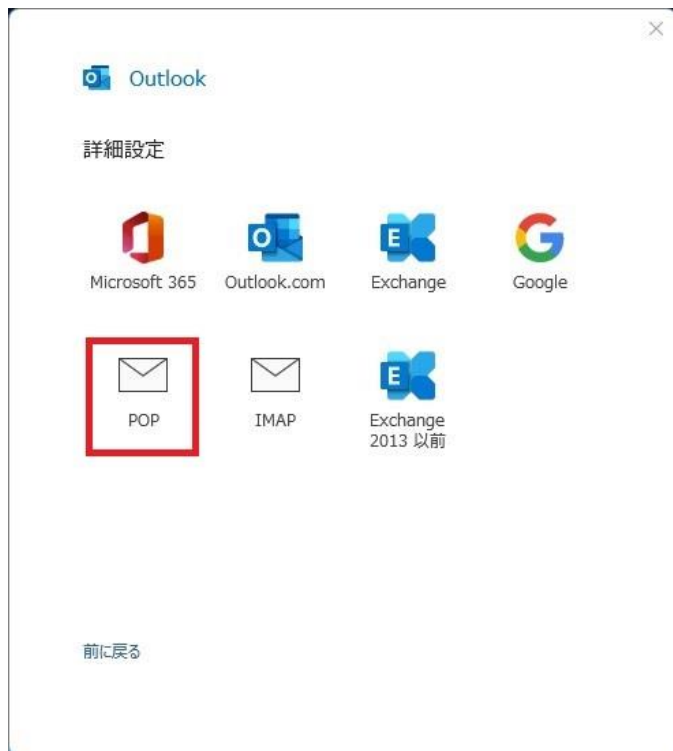 Outlook
詳細設定
Microsoft 365
Outlook.com
Exchange
Google
POP
IMAP
Exchange
2013 以前
前に戻る